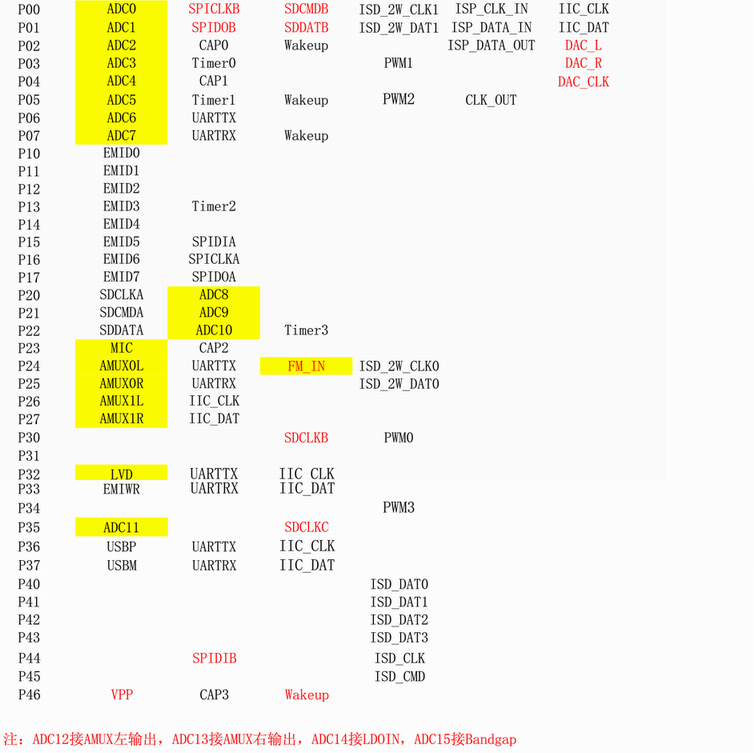 P00 ADC0 SPICLKB SDCMDB ISD_2W_CLK1 ISP_CLK_IN IIC_CLK
P01 ADC1 SPIDOB SDDATB ISD_2W_DAT1 ISP_DATA_IN IIC_DAT
P02 ADC2 CAP0 Wakeup ISP_DATA_OUT DAC_L
P03 ADC3 Timer0 PWM1 DAC_R
P04 ADC4 CAP1 DAC_CLK
P05 ADC5 Timer1 Wakeup PWM2 CLK_OUT
P06 ADC6 UARTTX
P07 ADC7 UARTRX Wakeup
P10 EMID0
P11 EMID1
P12 EMID2
P13 EMID3 Timer2
P14 EMID4
P15 EMID5 SPIDIA
P16 EMID6 SPICLKA
P17 EMID7 SPIDOA
P20 SDCLKA ADC8
P21 SDCMDA ADC9
P22 SDDATA ADC10 Timer3
P23 MIC CAP2
P24 AMUX0L UARTTX FM_IN ISD_2W_CLK0
P25 AMUX0R UARTRX ISD_2W_DAT0
P26 AMUX1L IIC_CLK
P27 AMUX1R IIC_DAT
P30 SDCLKB PWM0
P31
P32 LVD UARTTX IIC_CLK
P33 EMIWR UARTRX IIC_DAT
P34 PWM3
P35 ADC11 SDCLKC
P36 USBP UARTTX IIC_CLK
P37 USBM UARTRX IIC_DAT
P40 ISD_DAT0
P41 ISD_DAT1
P42 ISD_DAT2
P43 ISD_DAT3
P44 SPIDIB ISD_CLK
P45 ISD_CMD
P46 VPP CAP3 Wakeup
注：ADC12接AMUX左输出，ADC13接AMUX右输出，ADC14接LDOIN，ADC15接Bandgap